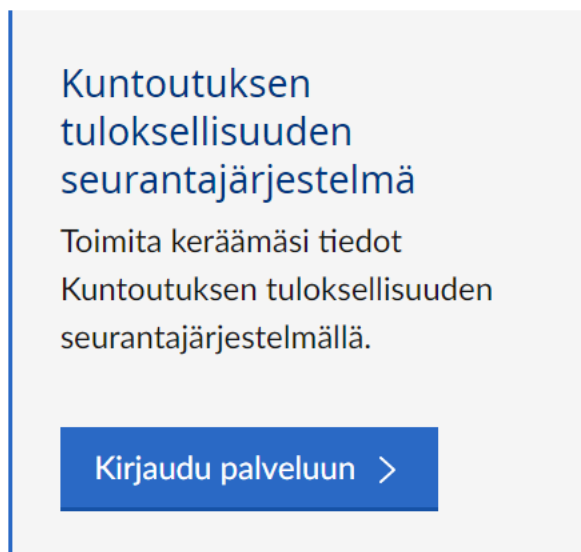 Kuntoutuksen
tuloksellisuuden
seurantajärjestelmä
Toimita keräämäsi tiedot
Kuntoutuksen tuloksellisuuden
seurantajärjestelmällä.
Kirjaudu palveluun